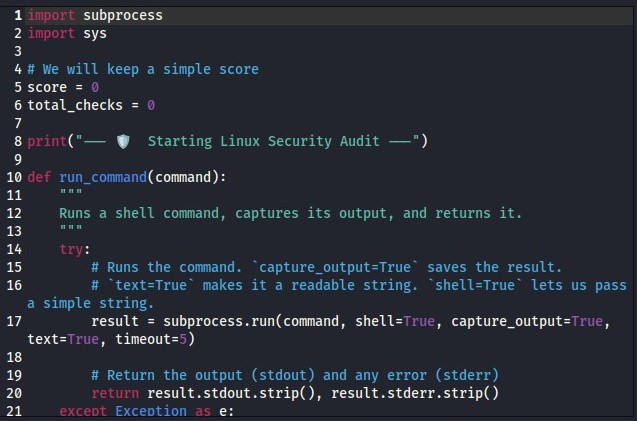 1 import subprocess
2 import sys
3
4 # We will keep a simple score
5 score = 0
6 total_checks = 0
7
8 print("--- 🛡️  Starting Linux Security Audit ---")
9
10 def run_command(command):
11     """
12     Runs a shell command, captures its output, and returns it.
13     """
14     try:
15         # Runs the command. `capture_output=True` saves the result.
16         # `text=True` makes it a readable string. `shell=True` lets us pass
a simple string.
17         result = subprocess.run(command, shell=True, capture_output=True,
text=True, timeout=5)
18
19         # Return the output (stdout) and any error (stderr)
20         return result.stdout.strip(), result.stderr.strip()
21     except Exception as e: